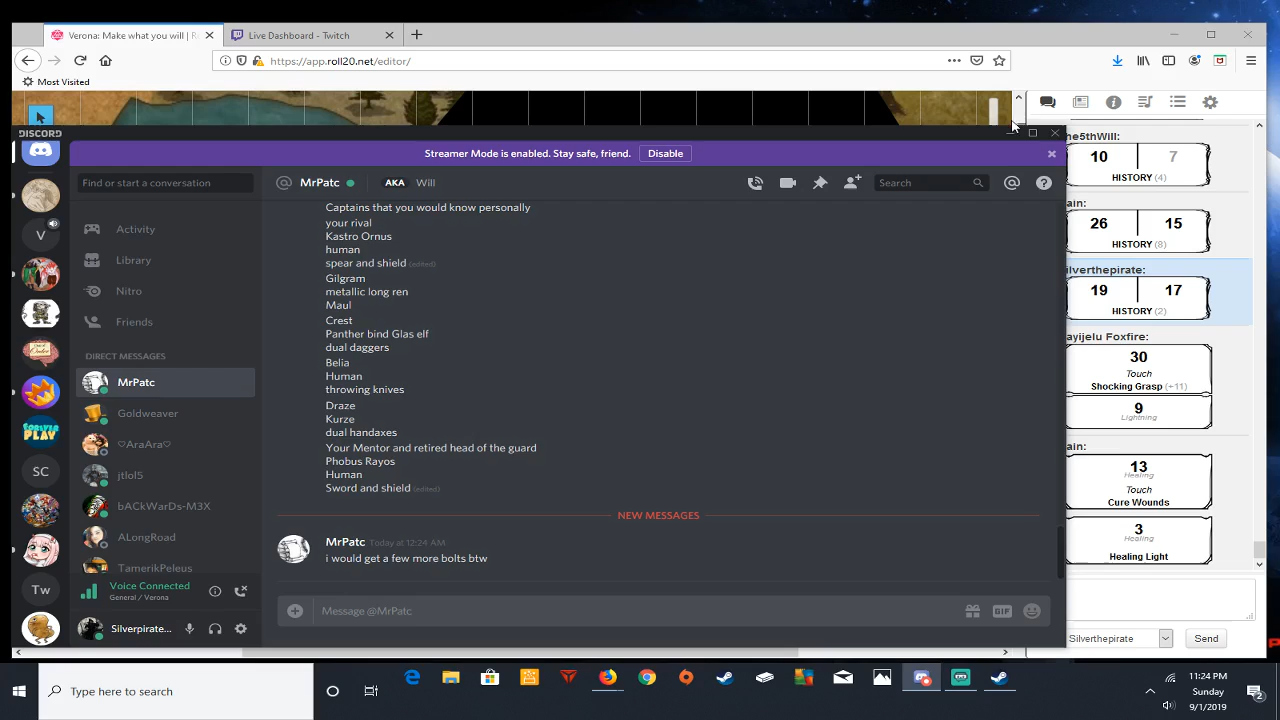 Verona: Make what you will | R
Live Dashboard - Twitch
https://app.roll20.net/editor/
Most Visited
DISCORD
Streamer Mode is enabled. Stay safe, friend.
Disable
Find or start a conversation
@ MrPatc
AKA
Will
Search
Activity
Library
Nitro
Friends
DIRECT MESSAGES
MrPatc
Goldweaver
♡AraAra♡
jtlol5
bACkWarDs-M3X
ALongRoad
TamerikPeleus
V
SC
Tw
Voice Connected
General / Verona
Silverpirate...
Captains that you would know personally
your rival
Kastro Ornus
human
spear and shield (edited)
Gilgram
metallic long ren
Maul
Crest
Panther bind Glas elf
dual daggers
Belia
Human
throwing knives
Draze
Kurze
dual handaxes
Your Mentor and retired head of the guard
Phobus Rayos
Human
Sword and shield (edited)
NEW MESSAGES
MrPatc Today at 12:24 AM
i would get a few more bolts btw
Message @MrPatc
GIF
he5thWill:
10 7
HISTORY (4)
ain:
26 15
HISTORY (8)
ilverthepirate:
19 17
HISTORY (2)
ayijelu Foxfire:
30
Touch
Shocking Grasp (+11)
9
Lightning
ain:
13
Healing
Touch
Cure Wounds
3
Healing
Healing Light
Silverthepirate
Send
Type here to search
11:24 PM
Sunday
9/1/2019
2